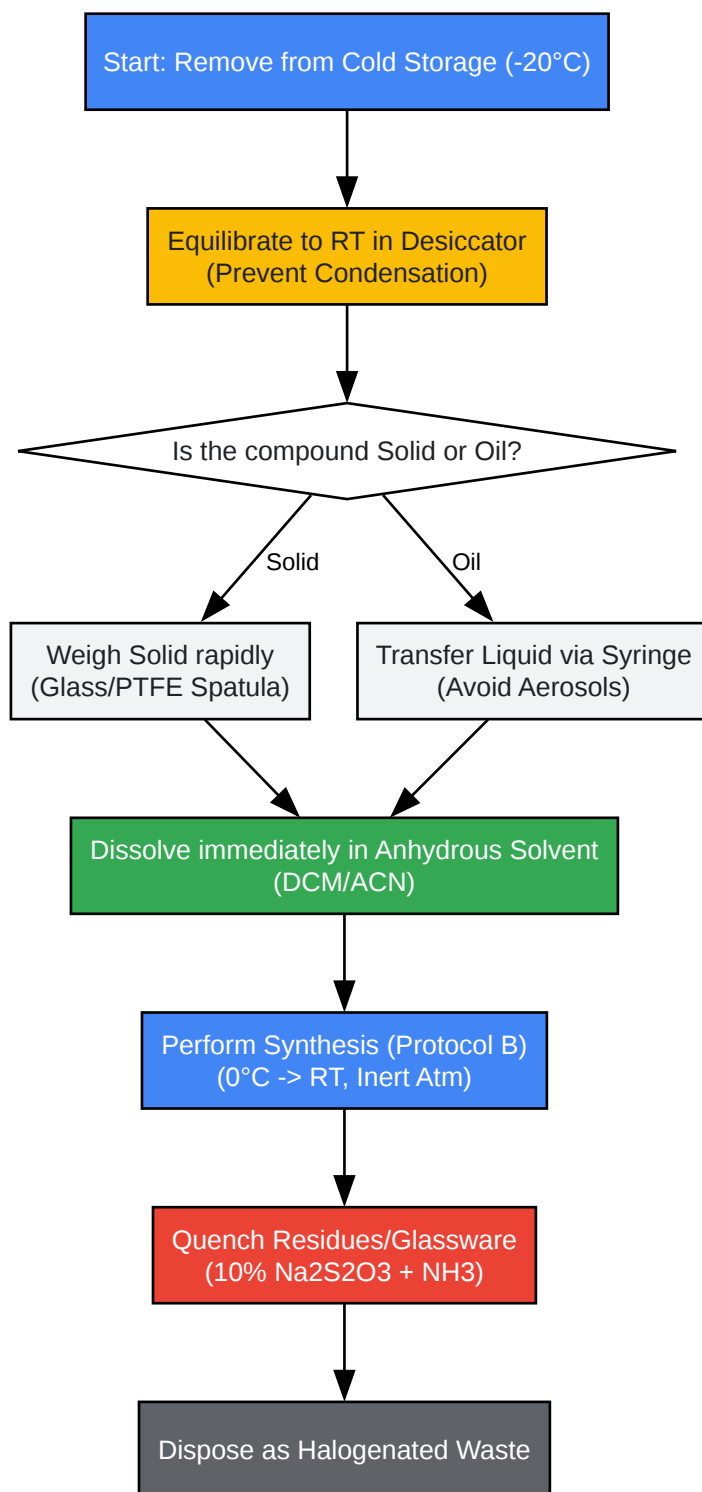 Start: Remove from Cold Storage (-20°C)
Equilibrate to RT in Desiccator
(Prevent Condensation)
Is the compound Solid or Oil?
Solid
Oil
Weigh Solid rapidly
(Glass/PTFE Spatula)
Transfer Liquid via Syringe
(Avoid Aerosols)
Dissolve immediately in Anhydrous Solvent
(DCM/ACN)
Perform Synthesis (Protocol B)
(0°C -> RT, Inert Atm)
Quench Residues/Glassware
(10% Na2S2O3 + NH3)
Dispose as Halogenated Waste